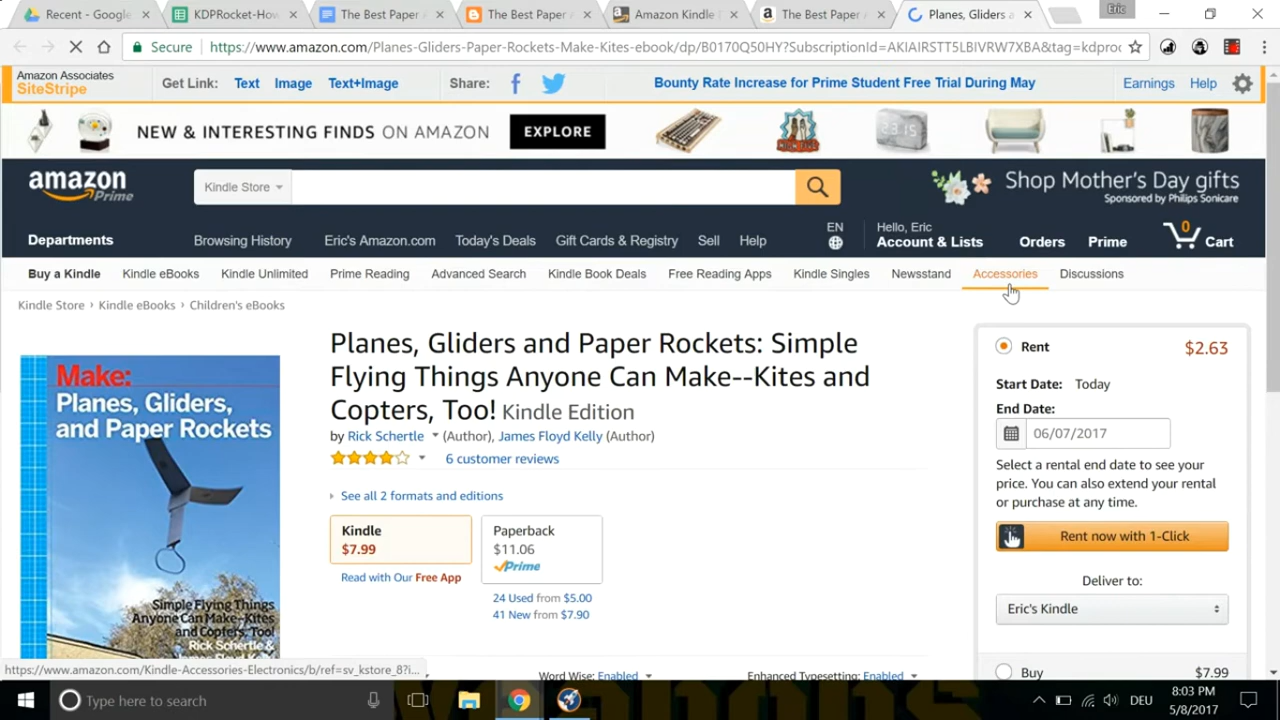 Recent - Google
KDPRocket-How
The Best Paper
The Best Paper
Amazon Kindle
The Best Paper
Planes, Gliders a
Eric
Secure
https://www.amazon.com/Planes-Gliders-Paper-Rockets-Make-Kites-ebook/dp/B0170Q50HY?SubscriptionId=AKIAIRSTT5LBIVRW7XBA&tag=kdproc
Amazon Associates
SiteStripe
Get Link: Text Image Text+Image
Share:
Bounty Rate Increase for Prime Student Free Trial During May
Earnings Help
NEW & INTERESTING FINDS ON AMAZON
EXPLORE
23:15
amazon
Prime
Kindle Store
Shop Mother's Day gifts
Sponsored by Philips Sonicare
Departments
Browsing History Eric's Amazon.com Today's Deals Gift Cards & Registry Sell Help
EN
Hello, Eric
Account & Lists
Orders Prime
0
Cart
Buy a Kindle Kindle eBooks Kindle Unlimited Prime Reading Advanced Search Kindle Book Deals Free Reading Apps Kindle Singles Newsstand Accessories Discussions
Kindle Store › Kindle eBooks › Children's eBooks
Make:
Planes, Gliders,
and Paper Rockets
Simple Flying Things
Anyone Can Make--Kites
and Copters, Too!
Rick Schertle &
James Floyd Kelly
Planes, Gliders and Paper Rockets: Simple
Flying Things Anyone Can Make--Kites and
Copters, Too! Kindle Edition
by Rick Schertle (Author), James Floyd Kelly (Author)
6 customer reviews
See all 2 formats and editions
Kindle
$7.99
Paperback
$11.06
Prime
Read with Our Free App
24 Used from $5.00
41 New from $7.90
Word Wise: Enabled
Enhanced Typesetting: Enabled
Rent $2.63
Start Date: Today
End Date:
06/07/2017
Select a rental end date to see your
price. You can also extend your rental
or purchase at any time.
Rent now with 1-Click
Deliver to:
Eric's Kindle
Buy $7.99
https://www.amazon.com/Kindle-Accessories-Electronics/b/ref=sv_kstore_8?i...
Type here to search
DEU
8:03 PM
5/8/2017